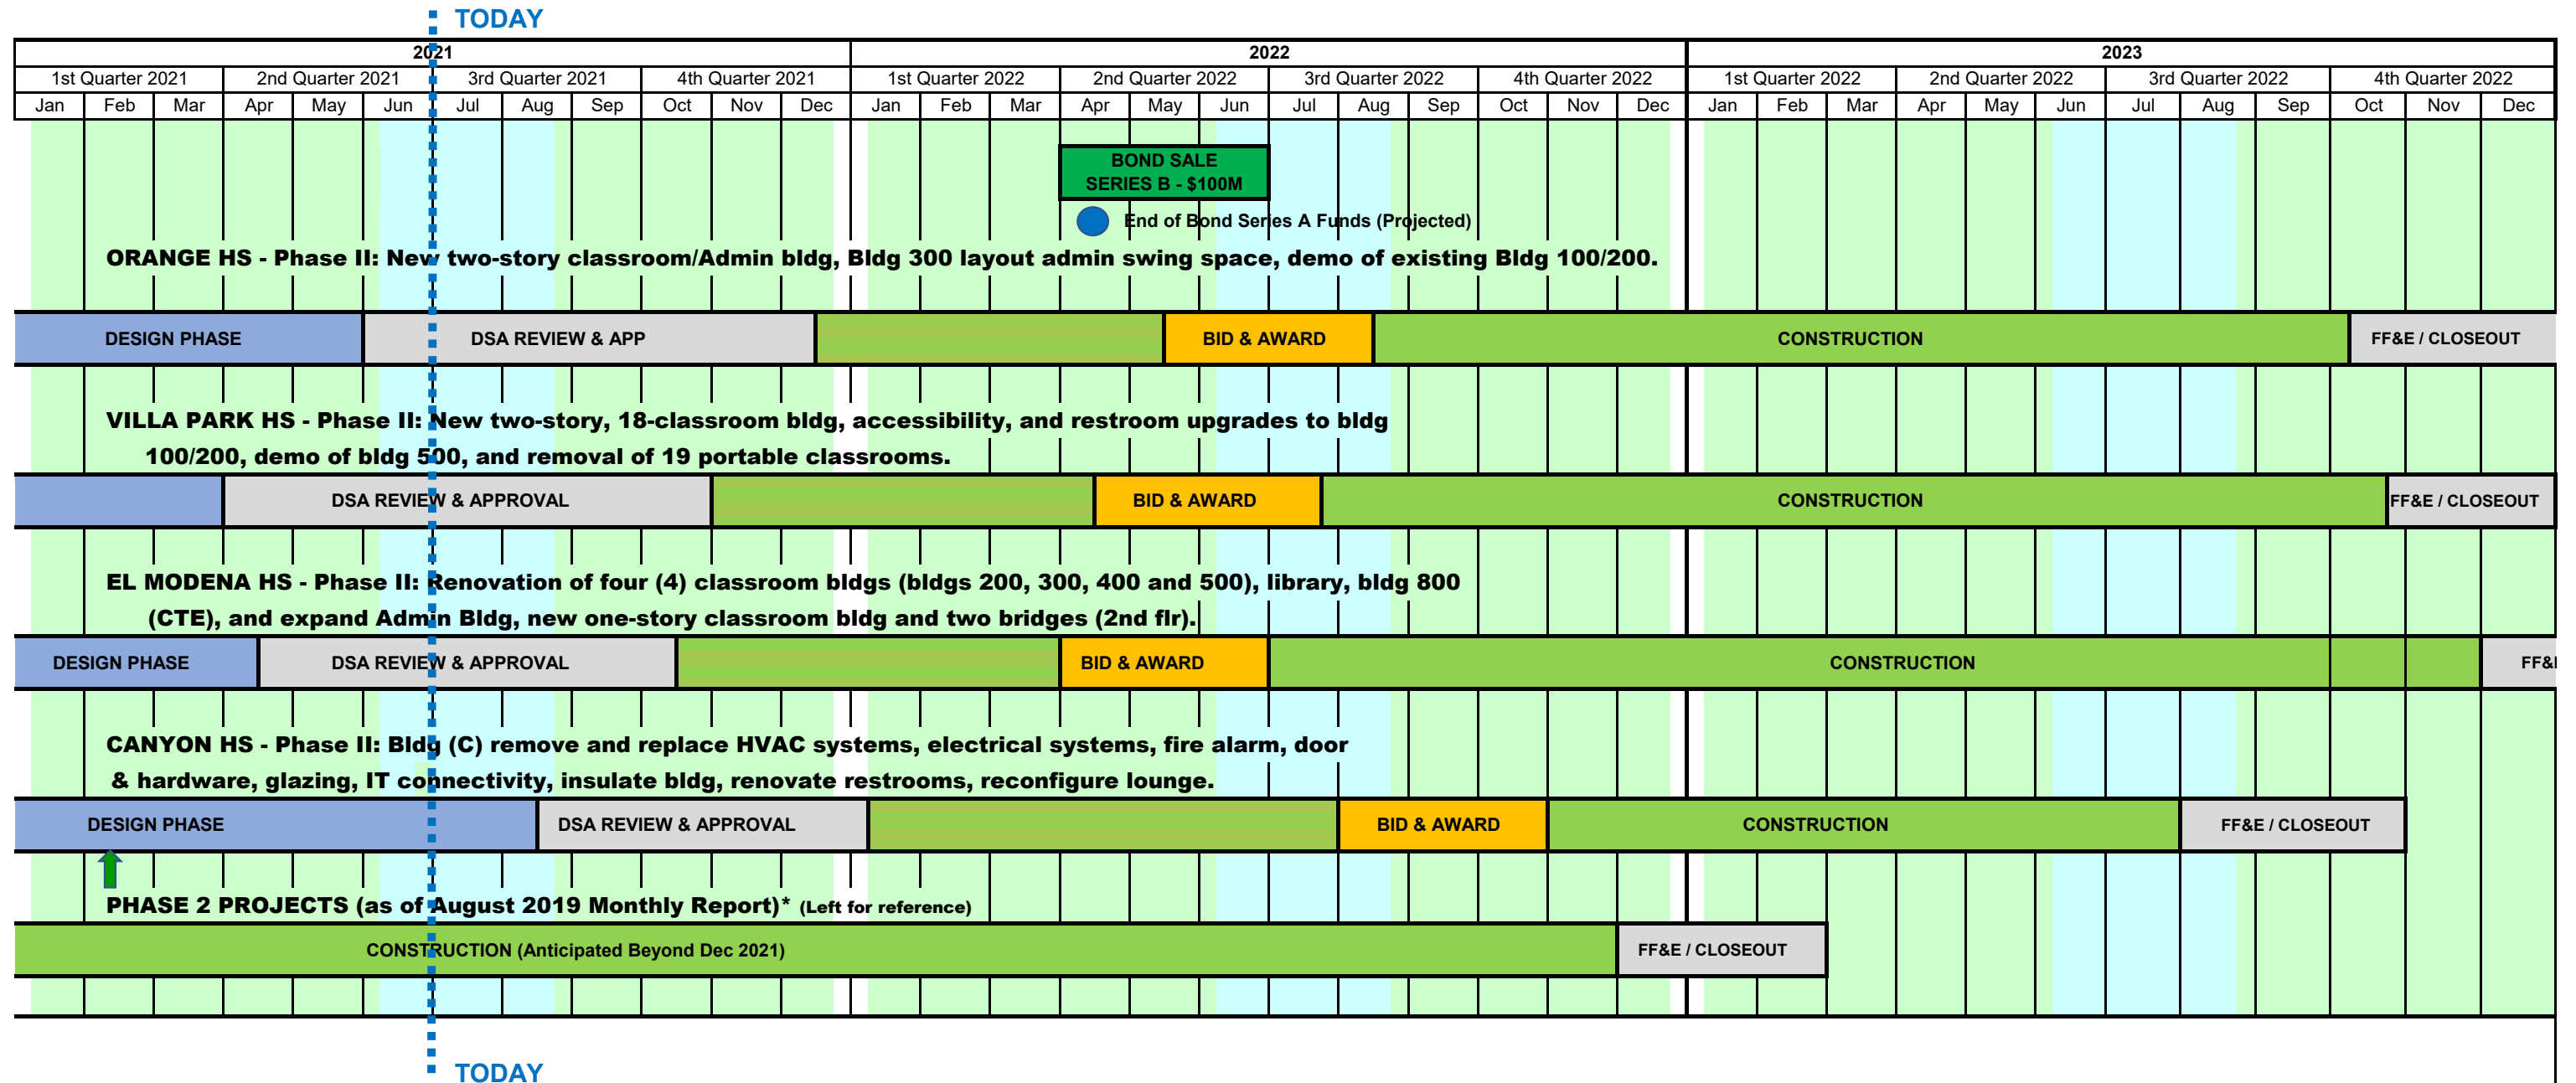 TODAY
2021 2022 2023
1st Quarter 2021 2nd Quarter 2021 3rd Quarter 2021 4th Quarter 2021 1st Quarter 2022 2nd Quarter 2022 3rd Quarter 2022 4th Quarter 2022 1st Quarter 2022 2nd Quarter 2022 3rd Quarter 2022 4th Quarter 2022
Jan Feb Mar Apr May Jun Jul Aug Sep Oct Nov Dec Jan Feb Mar Apr May Jun Jul Aug Sep Oct Nov Dec Jan Feb Mar Apr May Jun Jul Aug Sep Oct Nov Dec
BOND SALE
SERIES B - $100M
End of Bond Series A Funds (Projected)
ORANGE HS - Phase II: New two-story classroom/Admin bldg, Bldg 300 layout admin swing space, demo of existing Bldg 100/200.
DESIGN PHASE DSA REVIEW & APP BID & AWARD CONSTRUCTION FF&E / CLOSEOUT
VILLA PARK HS - Phase II: New two-story, 18-classroom bldg, accessibility, and restroom upgrades to bldg
100/200, demo of bldg 500, and removal of 19 portable classrooms.
DSA REVIEW & APPROVAL BID & AWARD CONSTRUCTION FF&E / CLOSEOUT
EL MODENA HS - Phase II: Renovation of four (4) classroom bldgs (bldgs 200, 300, 400 and 500), library, bldg 800
(CTE), and expand Admin Bldg, new one-story classroom bldg and two bridges (2nd flr).
DESIGN PHASE DSA REVIEW & APPROVAL BID & AWARD CONSTRUCTION FF&
CANYON HS - Phase II: Bldg (C) remove and replace HVAC systems, electrical systems, fire alarm, door
& hardware, glazing, IT connectivity, insulate bldg, renovate restrooms, reconfigure lounge.
DESIGN PHASE DSA REVIEW & APPROVAL BID & AWARD CONSTRUCTION FF&E / CLOSEOUT
PHASE 2 PROJECTS (as of August 2019 Monthly Report)* (Left for reference)
CONSTRUCTION (Anticipated Beyond Dec 2021) FF&E / CLOSEOUT
TODAY